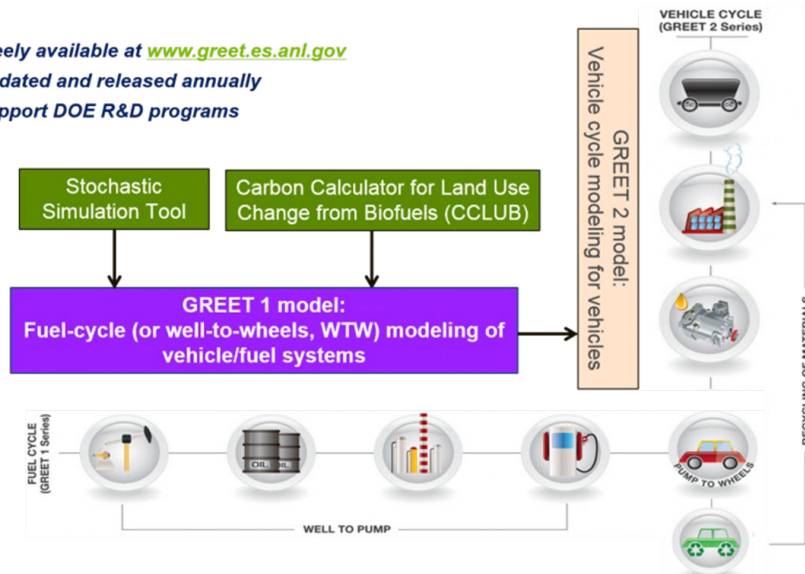 VEHICLE CYCLE
(GREET 2 Series)
eely available at www.greet.es.anl.gov
dated and released annually
pport DOE R&D programs
Stochastic
Simulation Tool
Carbon Calculator for Land Use
Change from Biofuels (CCLUB)
GREET 2 model:
Vehicle cycle modeling for vehicles
GREET 1 model:
Fuel-cycle (or well-to-wheels, WTW) modeling of
vehicle/fuel systems
RECYCLING OF MATERIALS
FUEL CYCLE
(GREET 1 Series)
OIL OIL
PUMP TO WHEELS
WELL TO PUMP